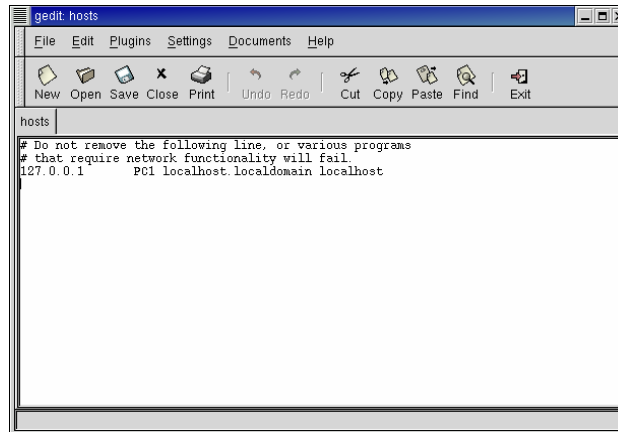 gedit: hosts
File Edit Plugins Settings Documents Help
New Open Save Close Print Undo Redo Cut Copy Paste Find Exit
hosts
# Do not remove the following line, or various programs
# that require network functionality will fail.
127.0.0.1 PC1 localhost.localdomain localhost